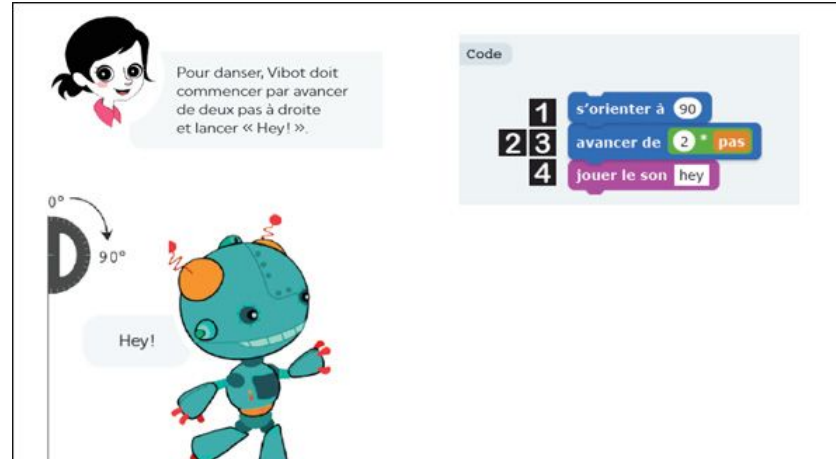 Pour danser, Vibot doit
commencer par avancer
de deux pas à droite
et lancer « Hey! ».
Code
1 s'orienter à 90
2 3 avancer de 2 * pas
4 jouer le son hey
0°
90°
Hey!